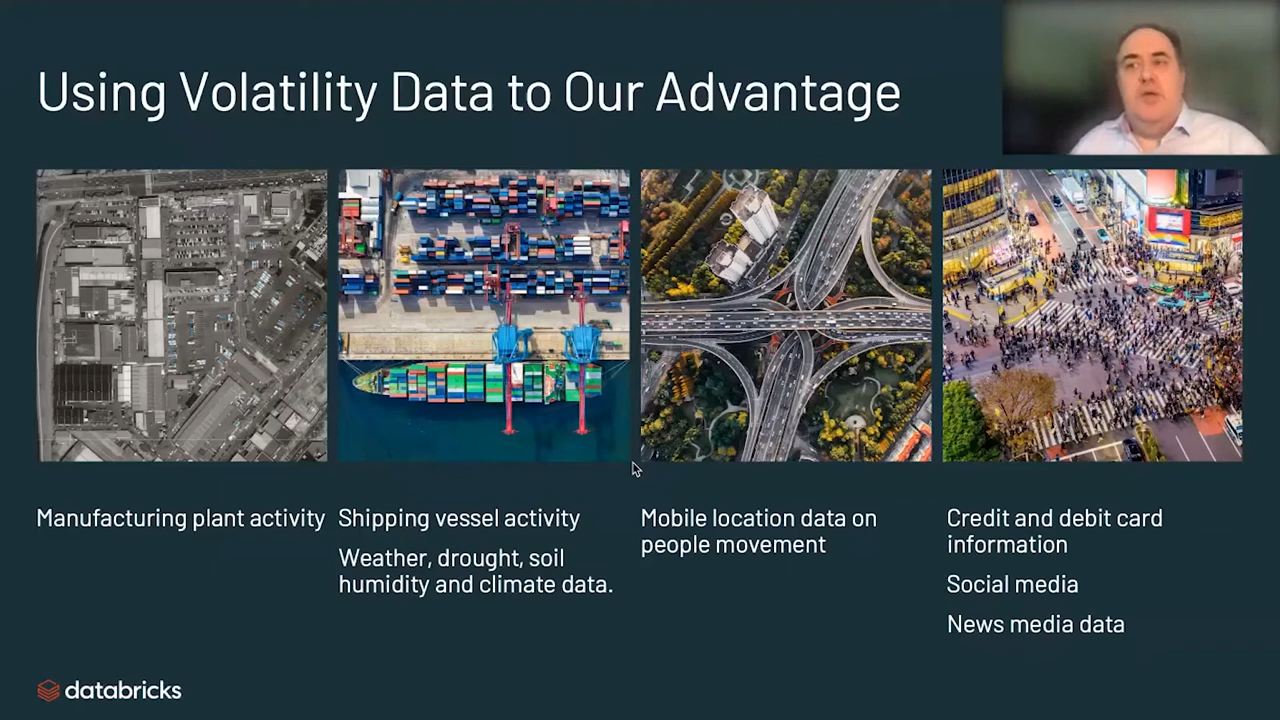 Using Volatility Data to Our Advantage
Manufacturing plant activity
Shipping vessel activity
Weather, drought, soil
humidity and climate data.
Mobile location data on
people movement
Credit and debit card
information
Social media
News media data
databricks